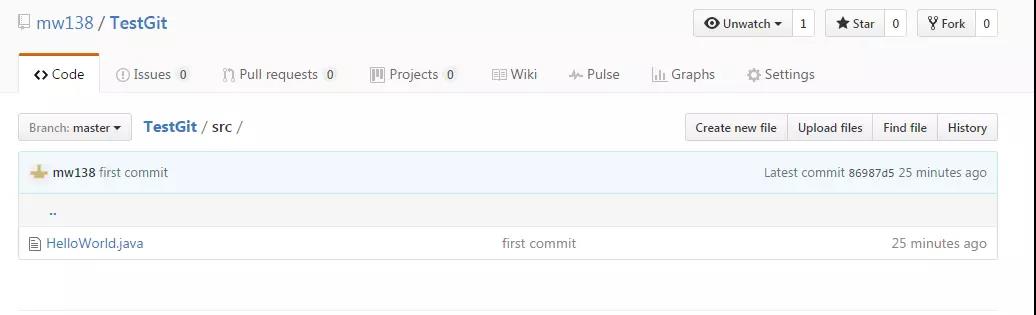 mw138 / TestGit Unwatch 1 Star 0 Fork 0
Code Issues 0 Pull requests 0 Projects 0 Wiki Pulse Graphs Settings
Branch: master TestGit / src / Create new file Upload files Find file History
mw138 first commit Latest commit 86987d5 25 minutes ago
..
HelloWorld.java first commit 25 minutes ago